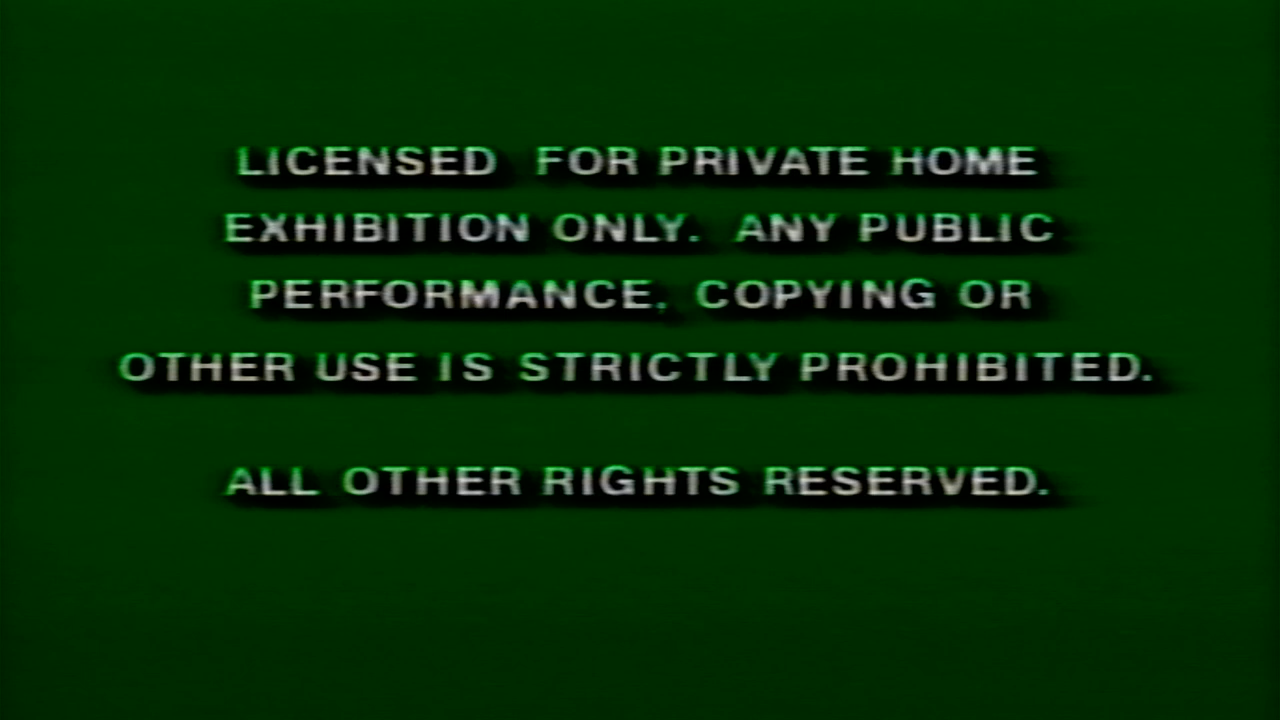 LICENSED FOR PRIVATE HOME
EXHIBITION ONLY. ANY PUBLIC
PERFORMANCE, COPYING OR
OTHER USE IS STRICTLY PROHIBITED.
ALL OTHER RIGHTS RESERVED.